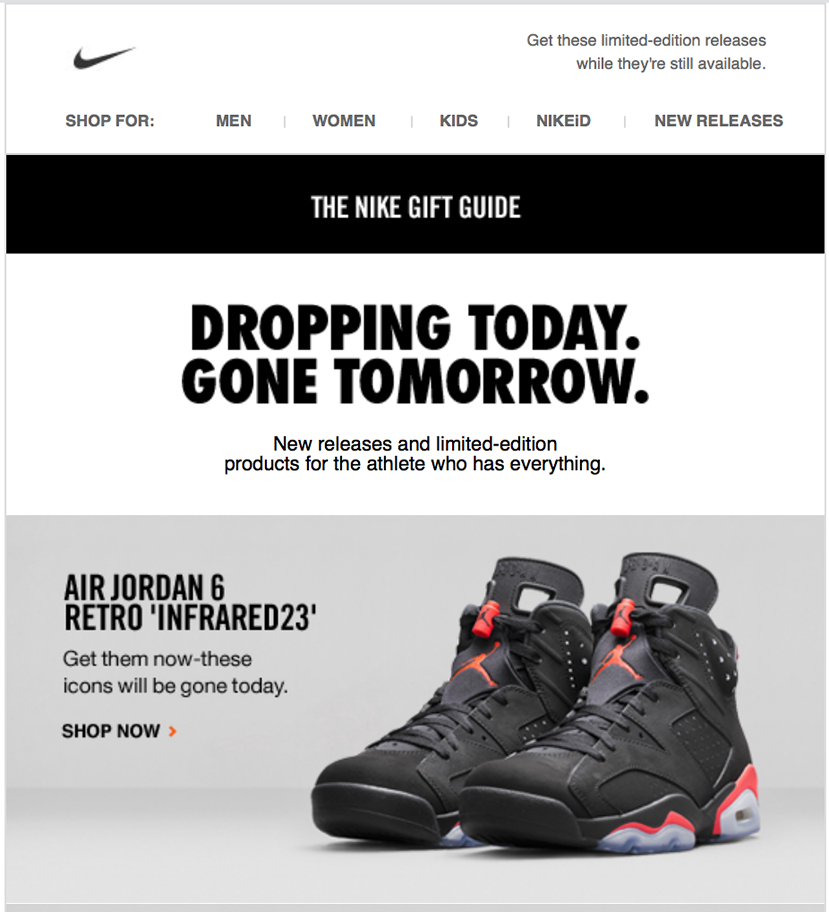 Get these limited-edition releases
while they're still available.
SHOP FOR: MEN | WOMEN | KIDS | NIKEiD | NEW RELEASES
THE NIKE GIFT GUIDE
DROPPING TODAY.
GONE TOMORROW.
New releases and limited-edition
products for the athlete who has everything.
AIR JORDAN 6
RETRO 'INFRARED23'
Get them now-these
icons will be gone today.
SHOP NOW >